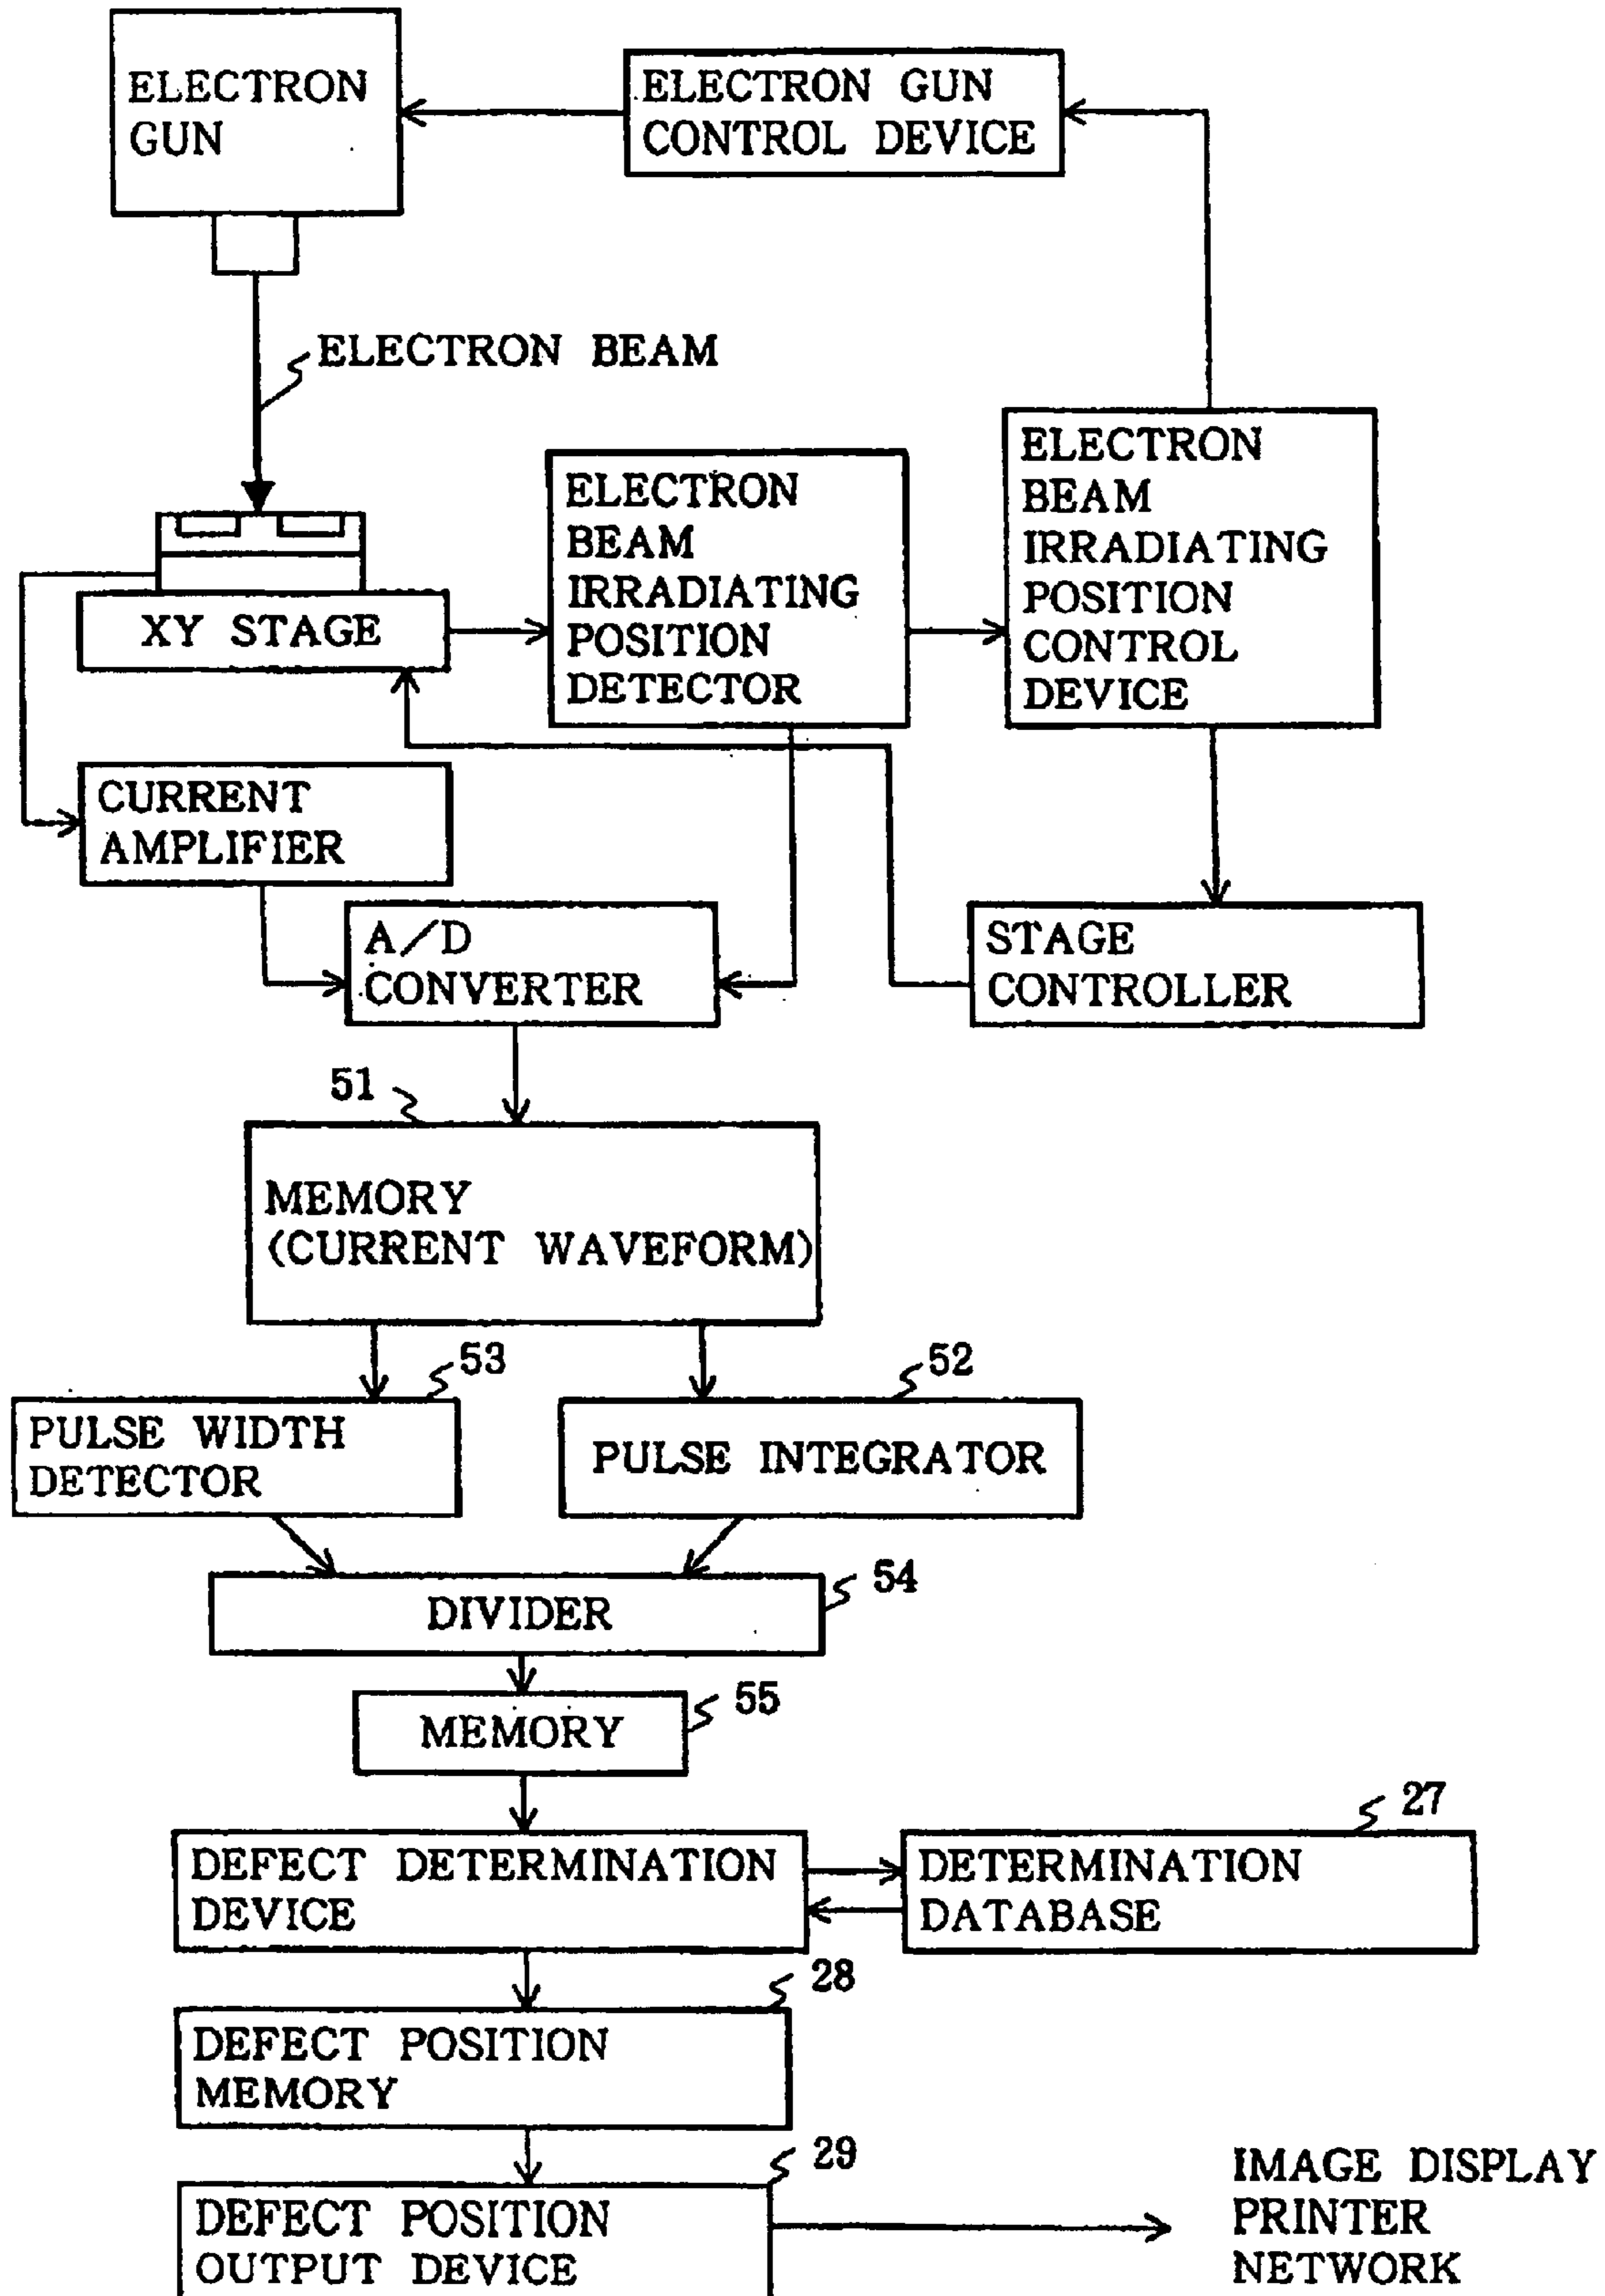 ELECTRON
GUN
ELECTRON GUN
CONTROL DEVICE
ELECTRON BEAM
XY STAGE
ELECTRON
BEAM
IRRADIATING
POSITION
DETECTOR
ELECTRON
BEAM
IRRADIATING
POSITION
CONTROL
DEVICE
CURRENT
AMPLIFIER
A/D
CONVERTER
STAGE
CONTROLLER
51
MEMORY
(CURRENT WAVEFORM)
53
PULSE WIDTH
DETECTOR
52
PULSE INTEGRATOR
54
DIVIDER
55
MEMORY
DEFECT DETERMINATION
DEVICE
27
DETERMINATION
DATABASE
28
DEFECT POSITION
MEMORY
29
DEFECT POSITION
OUTPUT DEVICE
IMAGE DISPLAY
PRINTER
NETWORK